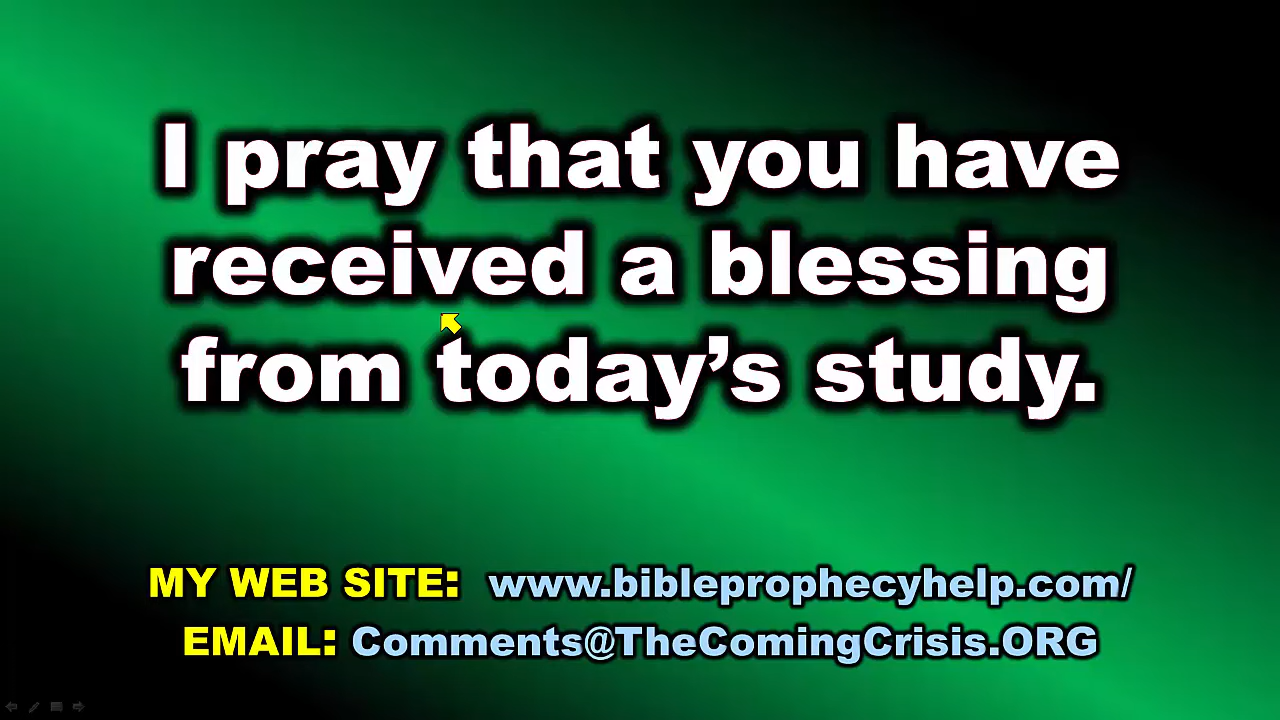 I pray that you have
received a blessing
from today’s study.
MY WEB SITE: www.bibleprophecyhelp.com/
EMAIL: Comments@TheComingCrisis.ORG